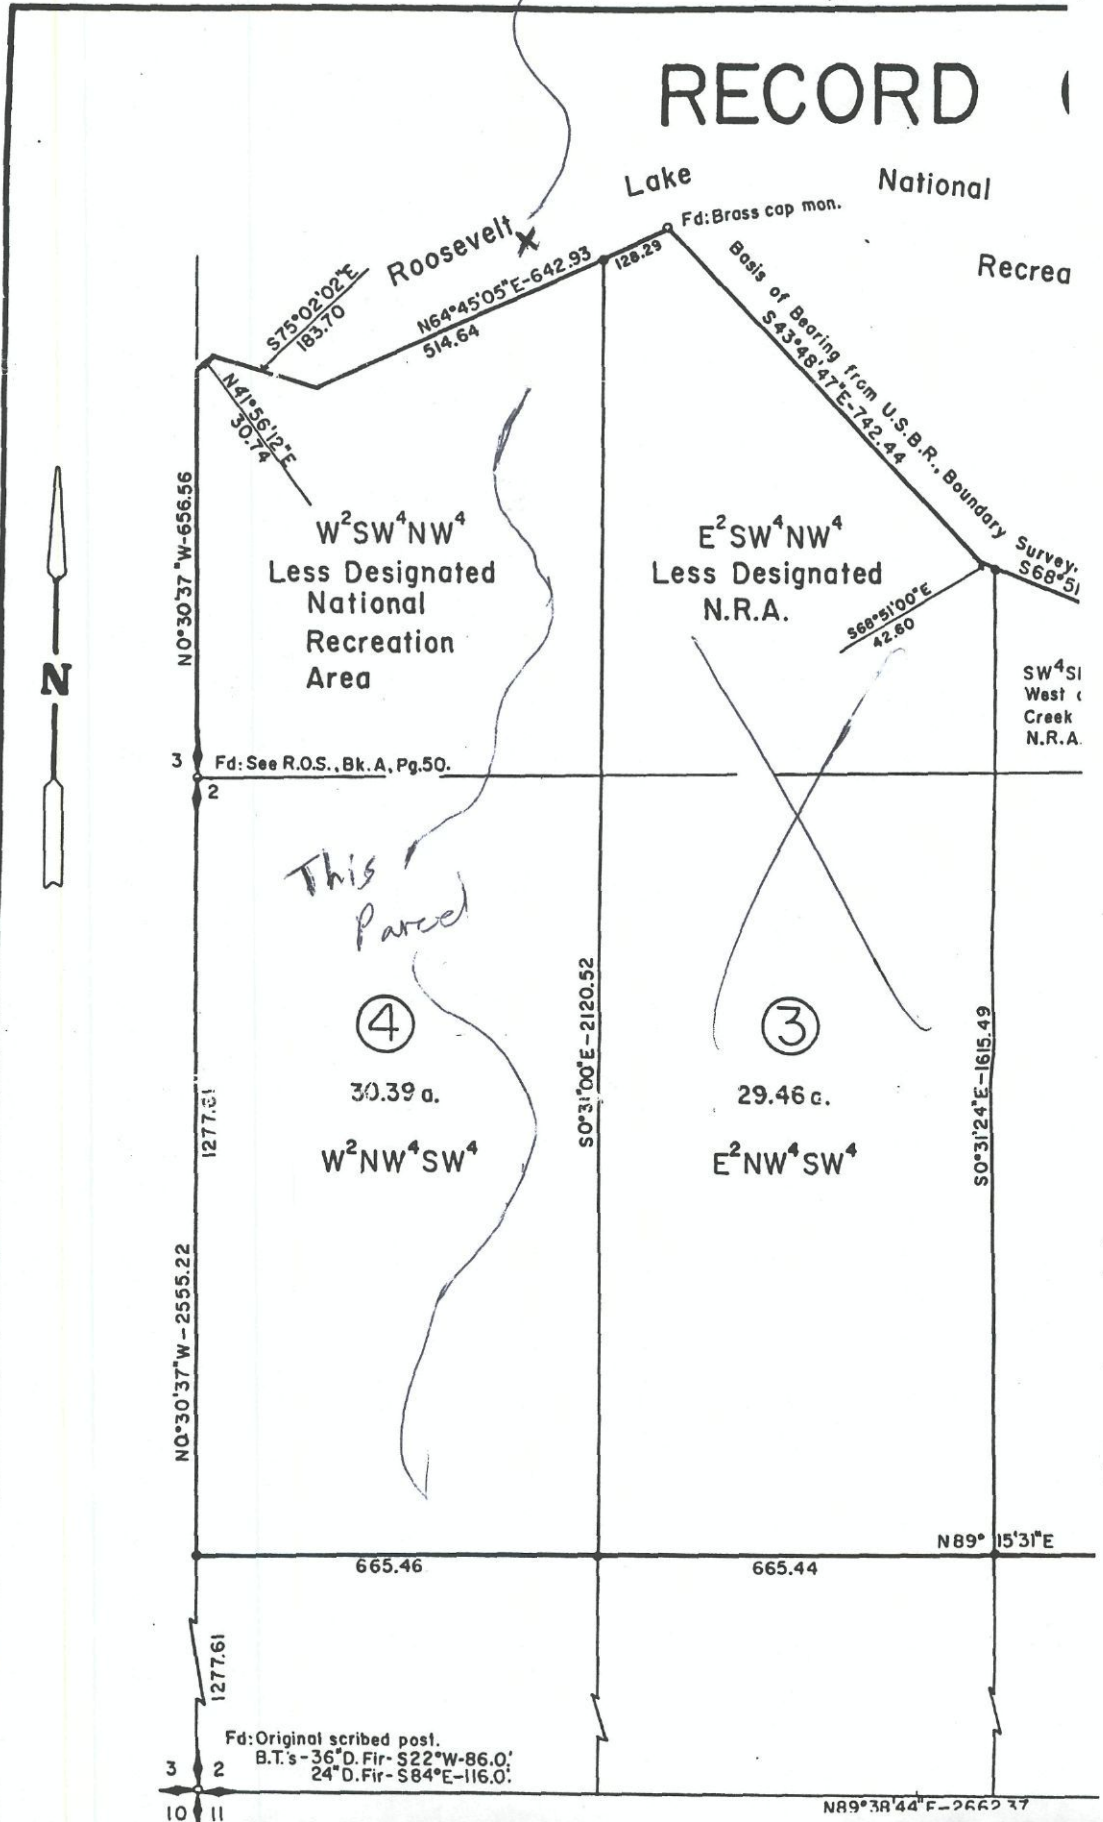 RECORD
Lake
National
Fd: Brass cap mon.
Roosevelt
Recrea
Basis of Bearing from U.S.B.R., Boundary Survey.
S43°48'47"E-742.44
N64°45'05"E-642.93
128.29
514.64
S75°02'02"E
183.70
N41°56'12"E
30.74
S68°51
W²SW⁴NW⁴
Less Designated
National
Recreation
Area
E²SW⁴NW⁴
Less Designated
N.R.A.
S68°51'00"E
42.60
N0°30'37"W-656.56
N
SW⁴S
West
Creek
N.R.A.
3
Fd: See R.O.S., Bk. A, Pg. 50.
2
This
Parcel
4
30.39 a.
W²NW⁴SW⁴
S0°31'00"E-2120.52
3
29.46 a.
E²NW⁴SW⁴
S0°31'24"E-1615.49
1277.61
N0°30'37"W-2555.22
N89°15'31"E
665.46
665.44
1277.61
Fd: Original scribed post.
B.T.'s-36"D.Fir-S22°W-86.0'.
24"D.Fir-S84°E-116.0'.
3 2
10 11
N89°38'44"E-2662.37